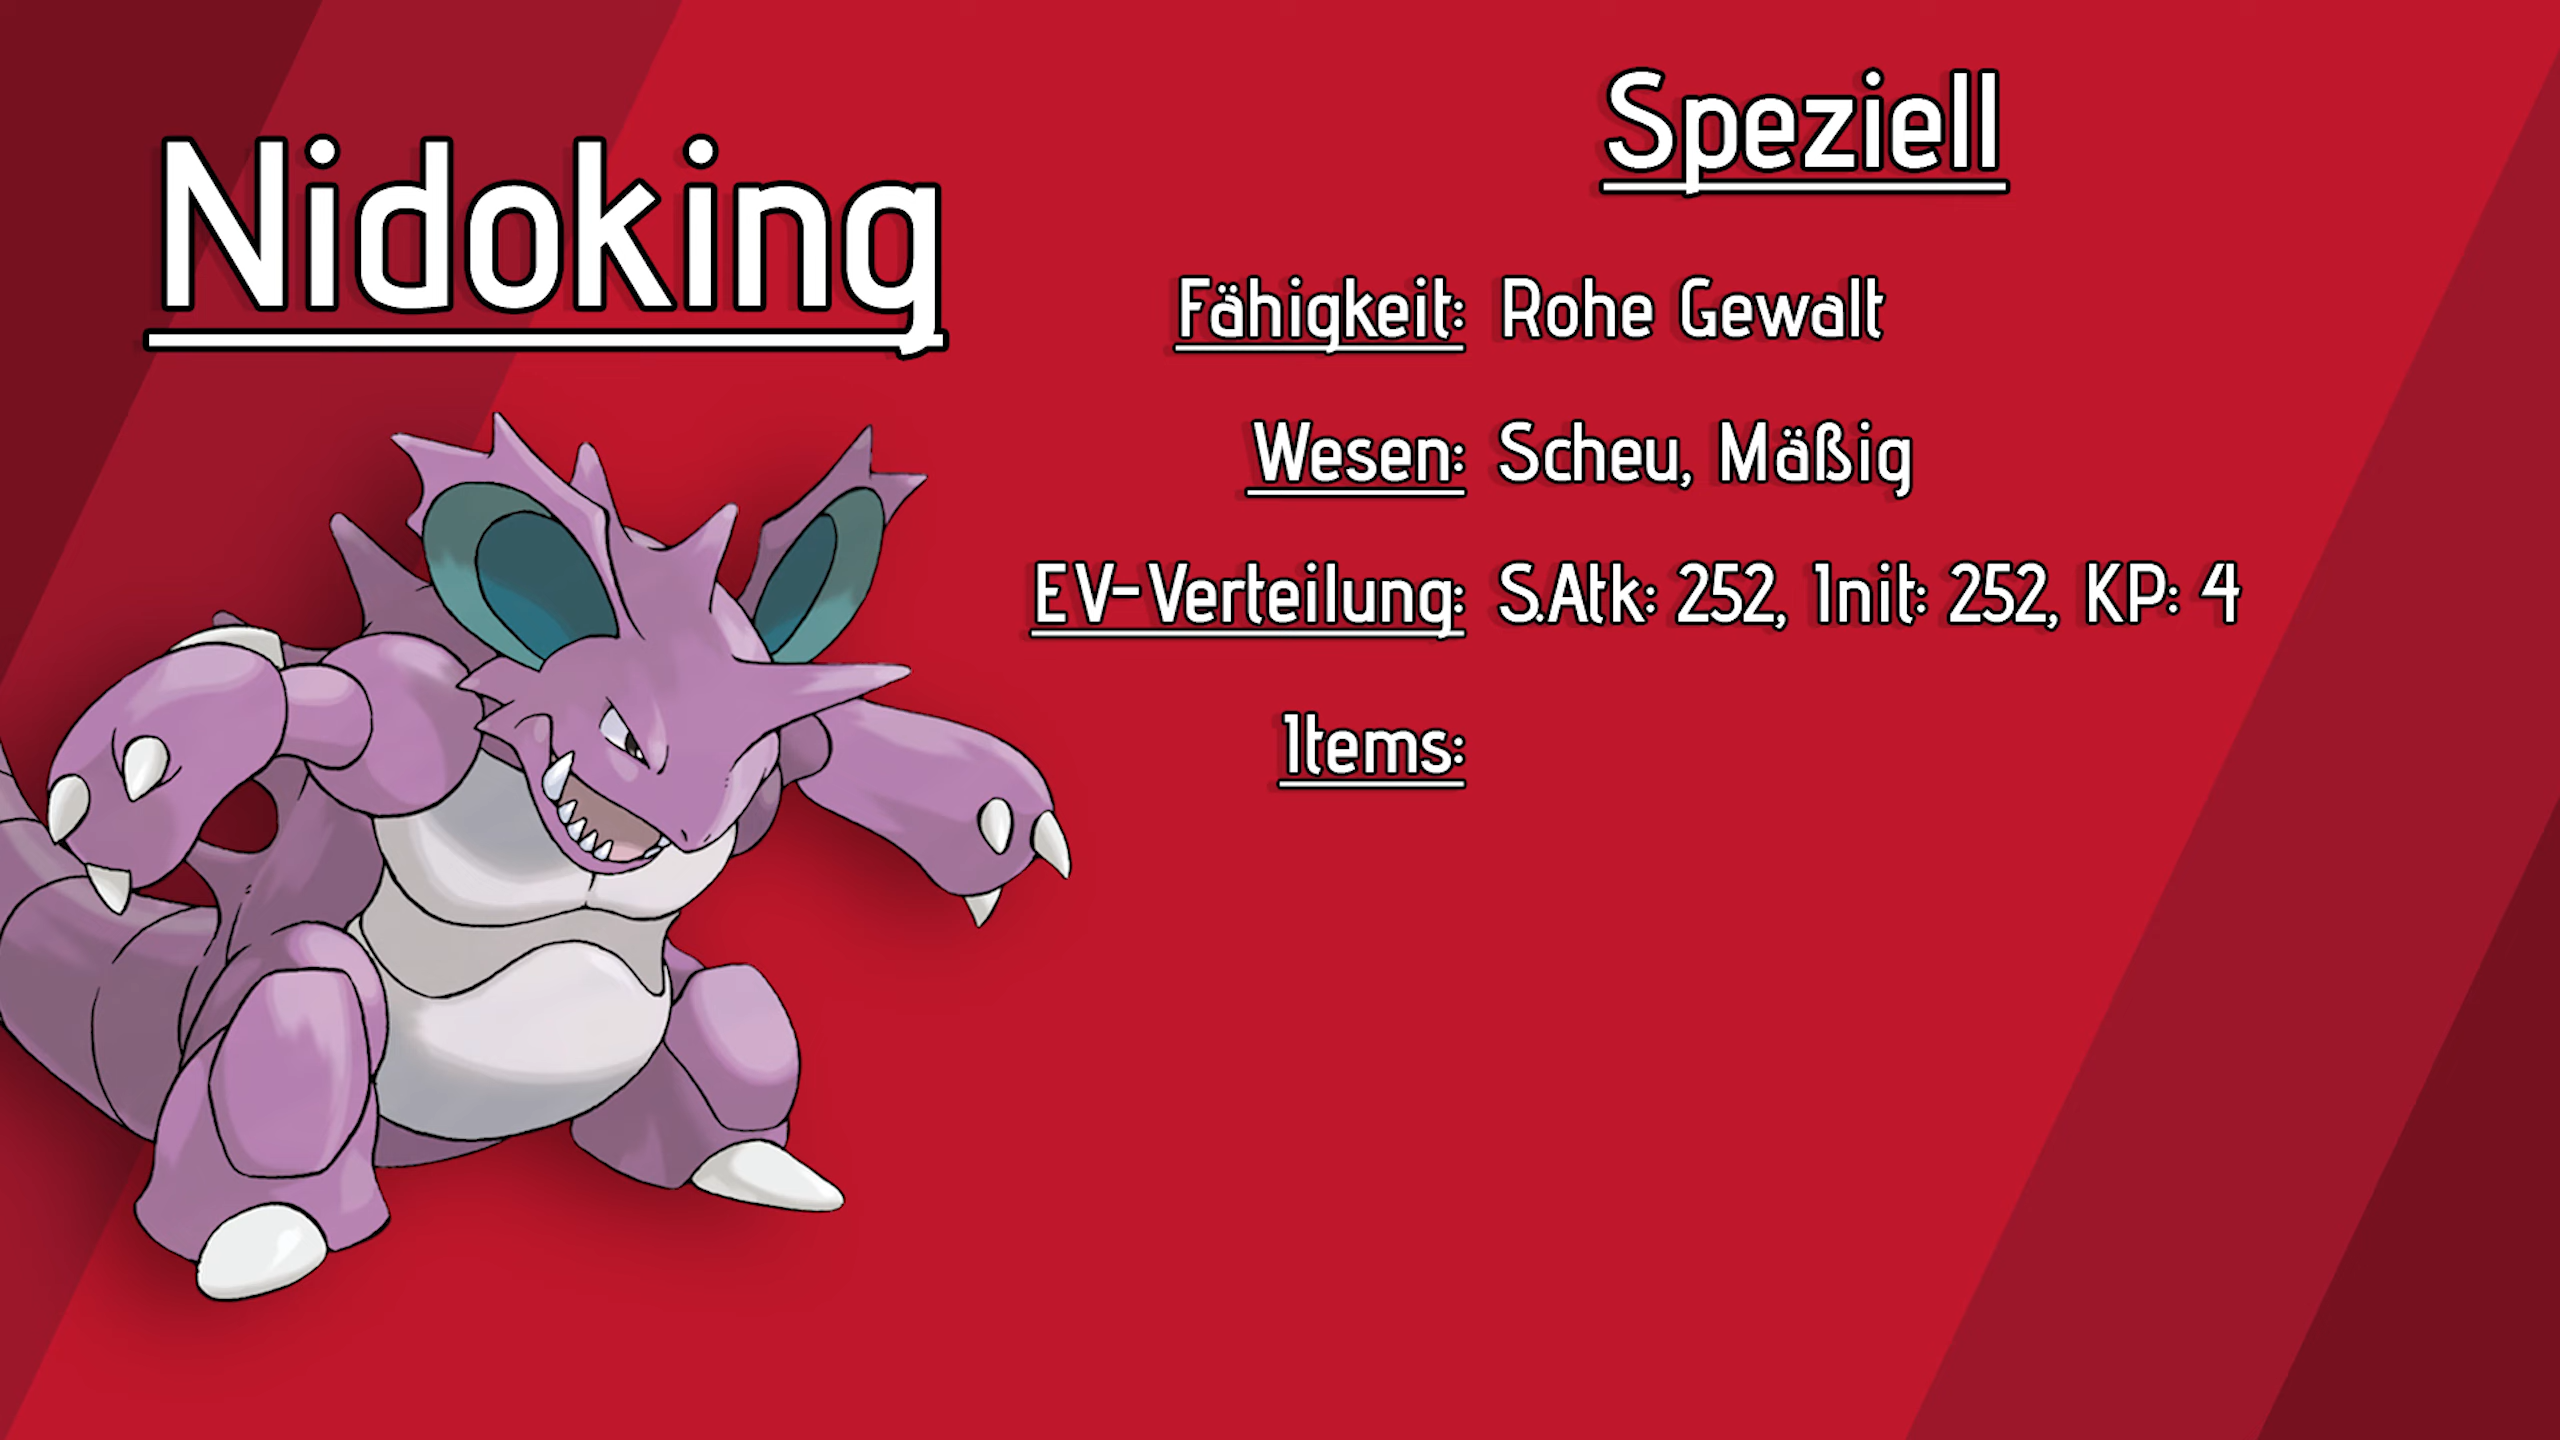 Nidoking
Speziell
Fähigkeit: Rohe Gewalt
Wesen: Scheu, Mäßig
EV-Verteilung: S.Atk: 252, Init: 252, KP: 4
Items: